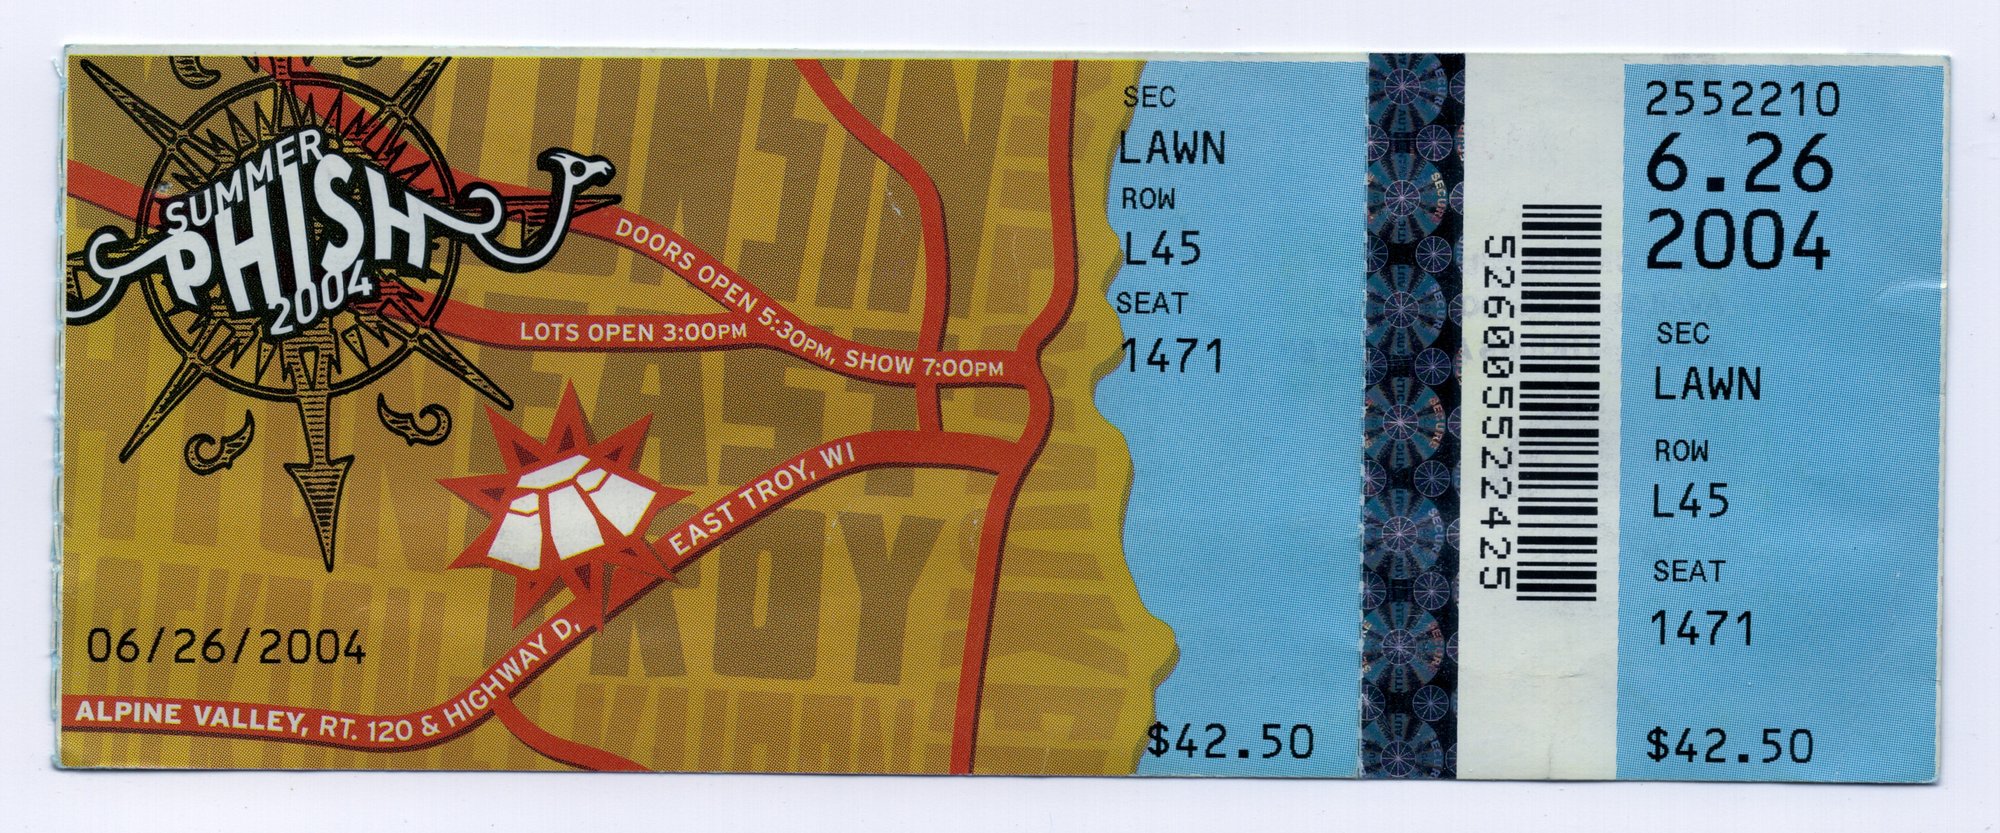 SUMMER
PHISH
2004
DOORS OPEN 5:30PM, SHOW 7:00PM
LOTS OPEN 3:00PM
EAST TROY, WI
06/26/2004
ALPINE VALLEY, RT. 120 & HIGHWAY D,
SEC
LAWN
ROW
L45
SEAT
1471
$42.50
526005522425
2552210
6.26
2004
SEC
LAWN
ROW
L45
SEAT
1471
$42.50